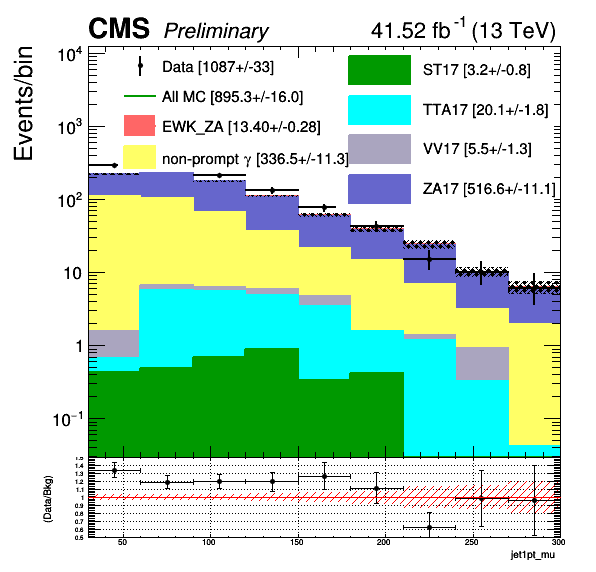 CMS Preliminary 41.52 fb⁻¹ (13 TeV)
Events/bin
10⁴
10³
10²
10
1
10⁻¹
Data [1087+/-33]
All MC [895.3+/-16.0]
EWK_ZA [13.40+/-0.28]
non-prompt γ [336.5+/-11.3]
ST17 [3.2+/-0.8]
TTA17 [20.1+/-1.8]
VV17 [5.5+/-1.3]
ZA17 [516.6+/-11.1]
(Data/Bkg)
1.5
1.4
1.3
1.2
1.1
1
0.9
0.8
0.7
0.6
0.5
50 100 150 200 250 300
jet1pt_mu